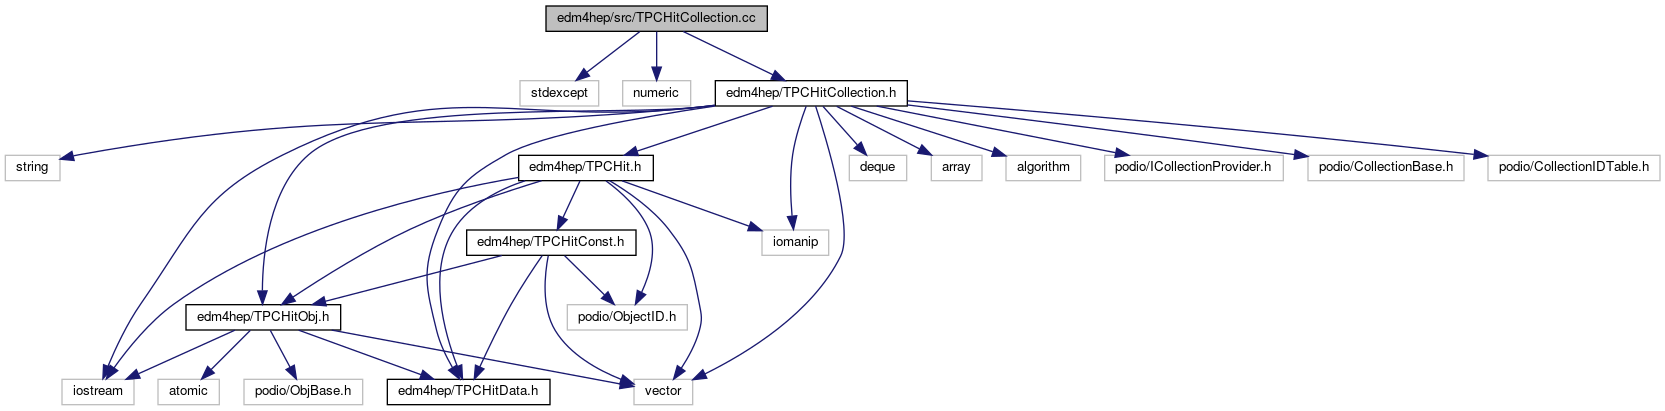 edm4hep/src/TPCHitCollection.cc
stdexcept
numeric
edm4hep/TPCHitCollection.h
string
edm4hep/TPCHit.h
deque
array
algorithm
podio/ICollectionProvider.h
podio/CollectionBase.h
podio/CollectionIDTable.h
edm4hep/TPCHitConst.h
iomanip
edm4hep/TPCHitObj.h
podio/ObjectID.h
iostream
atomic
podio/ObjBase.h
edm4hep/TPCHitData.h
vector